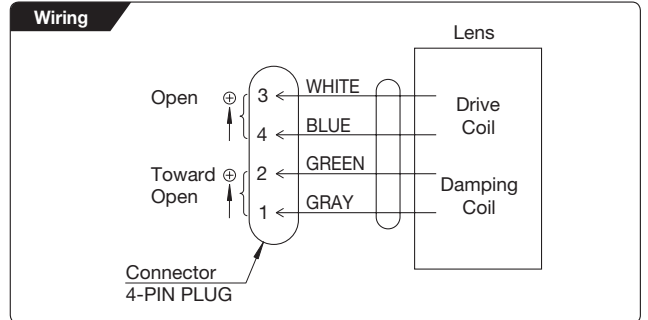 Wiring
Lens
Open ⊕ 3 WHITE
Drive
Coil
4 BLUE
Toward ⊕ 2 GREEN
Open
Damping
Coil
1 GRAY
Connector
4-PIN PLUG